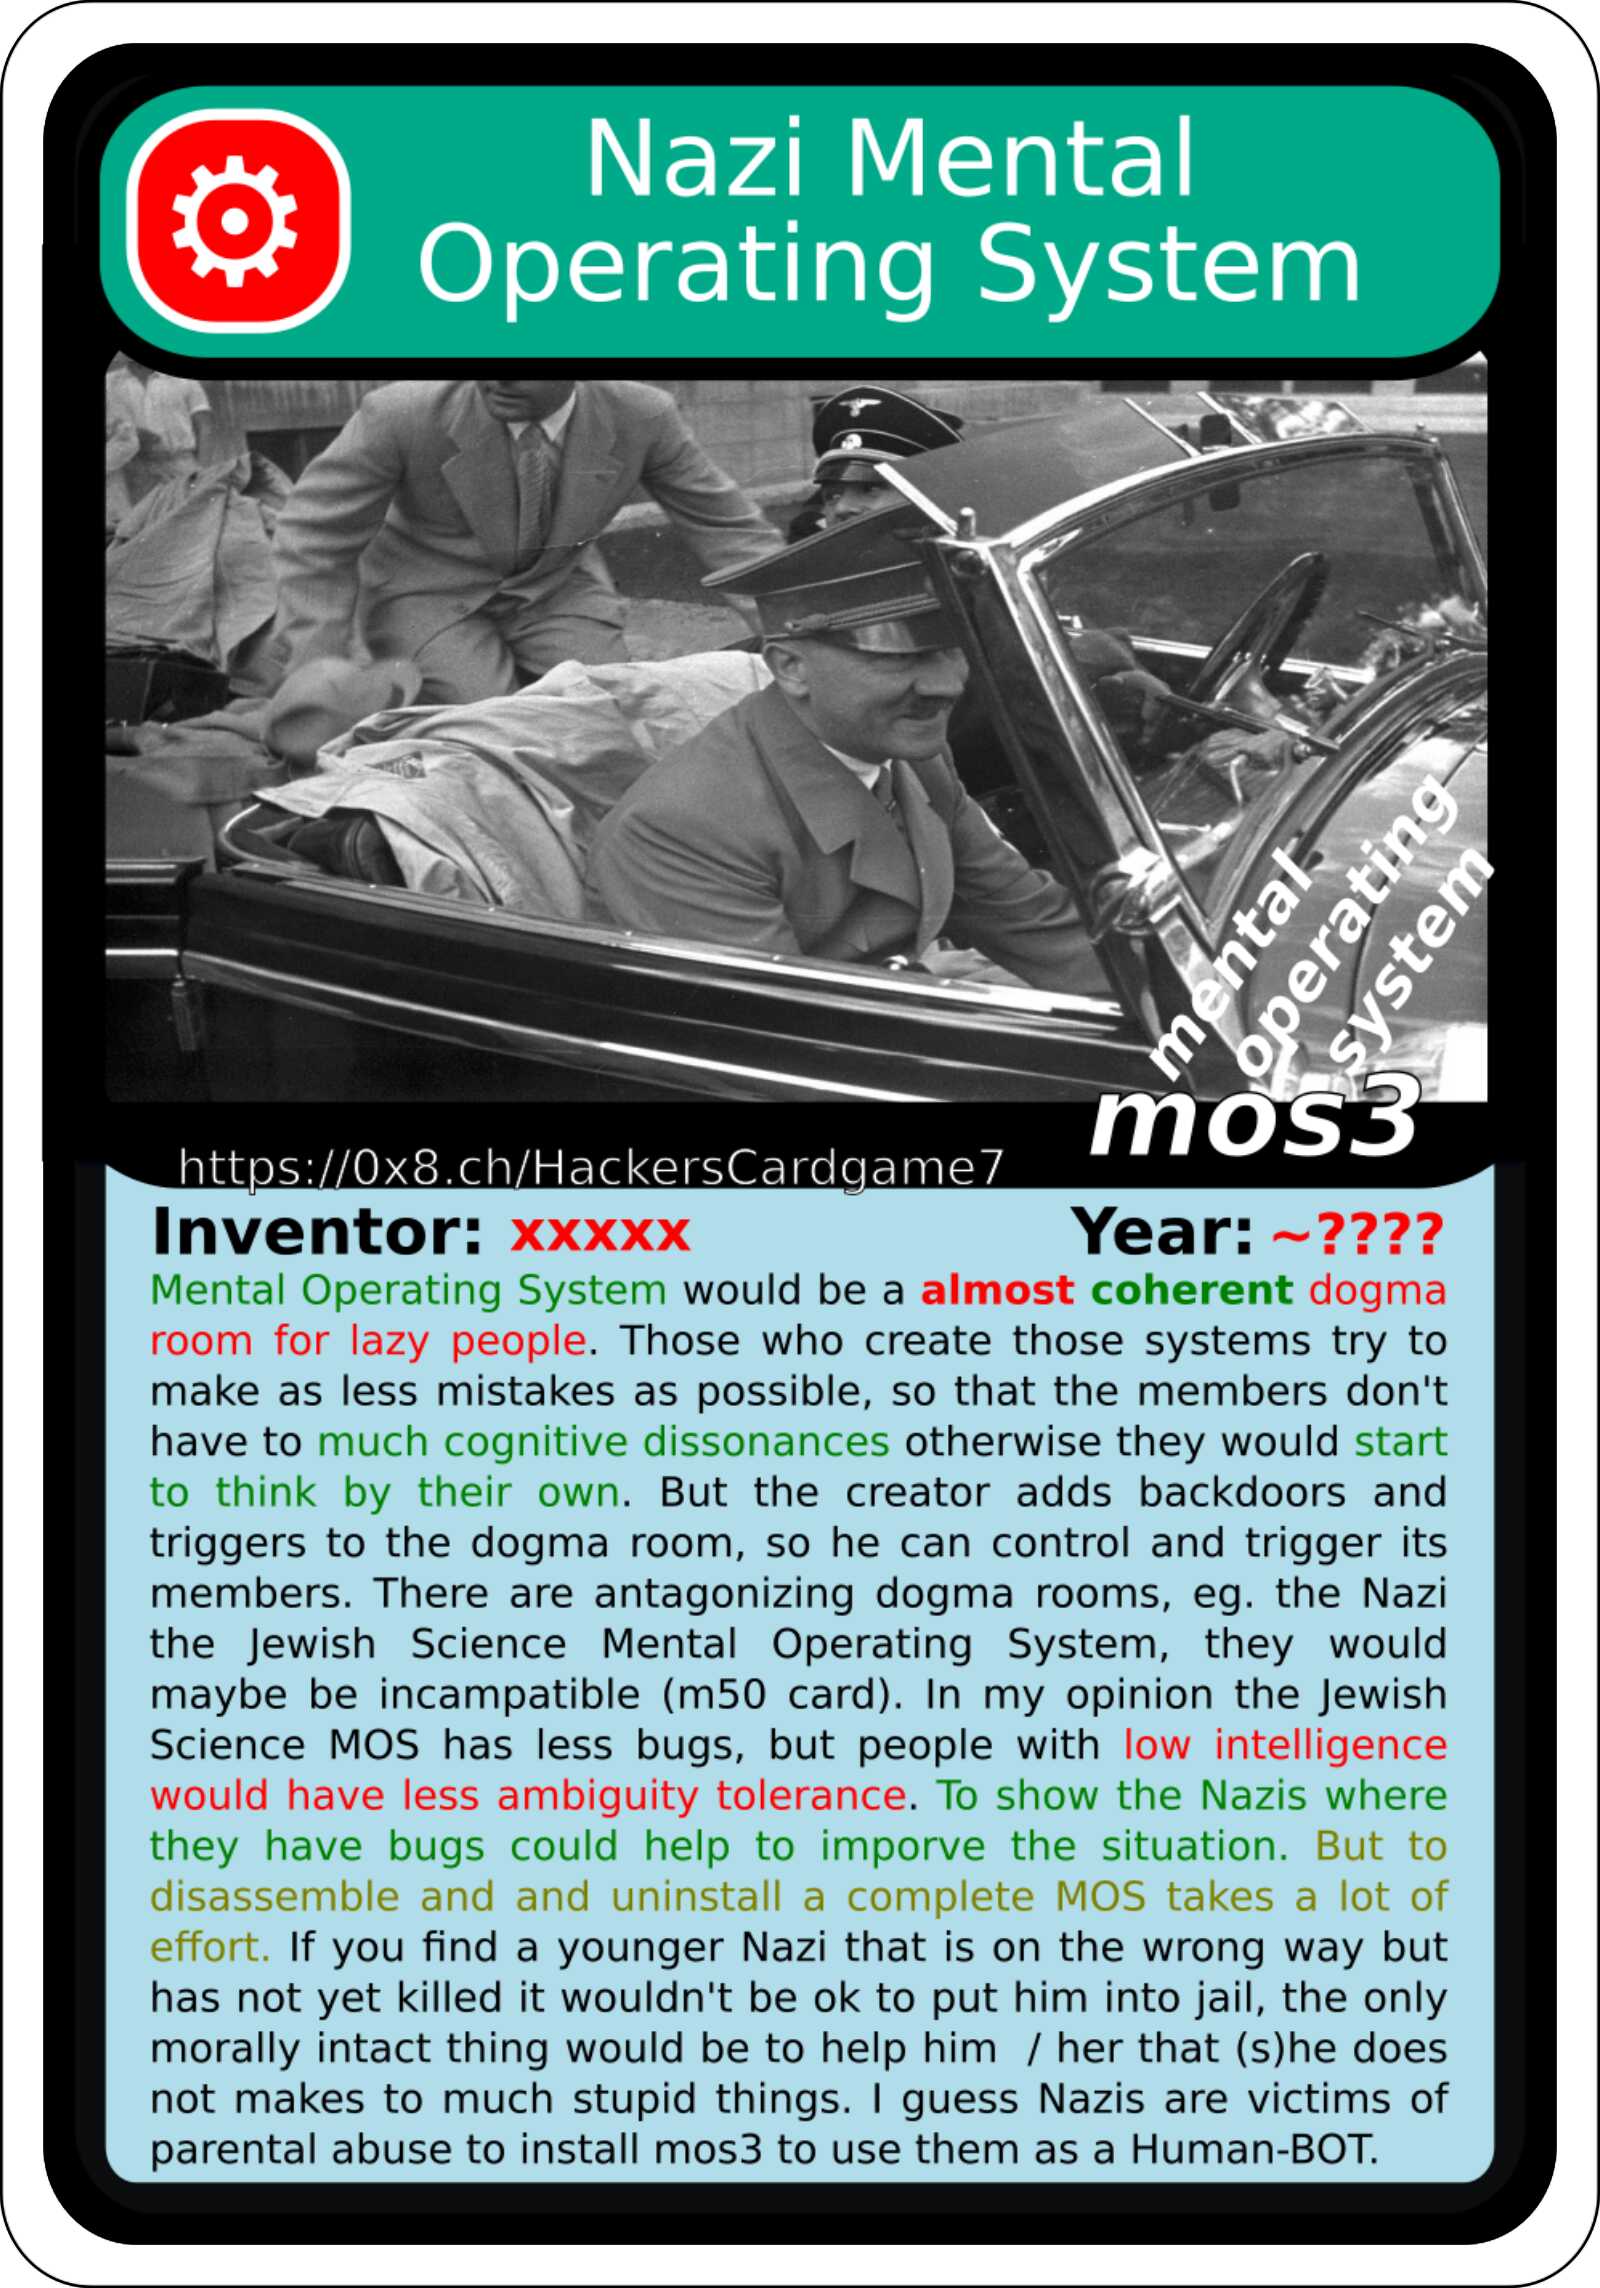 Nazi Mental
Operating System
mental
operating
system
mos3
https://0x8.ch/HackersCardgame7
Inventor: xxxxx Year: ~????
Mental Operating System would be a almost coherent dogma
room for lazy people. Those who create those systems try to
make as less mistakes as possible, so that the members don't
have to much cognitive dissonances otherwise they would start
to think by their own. But the creator adds backdoors and
triggers to the dogma room, so he can control and trigger its
members. There are antagonizing dogma rooms, eg. the Nazi
the Jewish Science Mental Operating System, they would
maybe be incampatible (m50 card). In my opinion the Jewish
Science MOS has less bugs, but people with low intelligence
would have less ambiguity tolerance. To show the Nazis where
they have bugs could help to imporve the situation. But to
disassemble and and uninstall a complete MOS takes a lot of
effort. If you find a younger Nazi that is on the wrong way but
has not yet killed it wouldn't be ok to put him into jail, the only
morally intact thing would be to help him / her that (s)he does
not makes to much stupid things. I guess Nazis are victims of
parental abuse to install mos3 to use them as a Human-BOT.